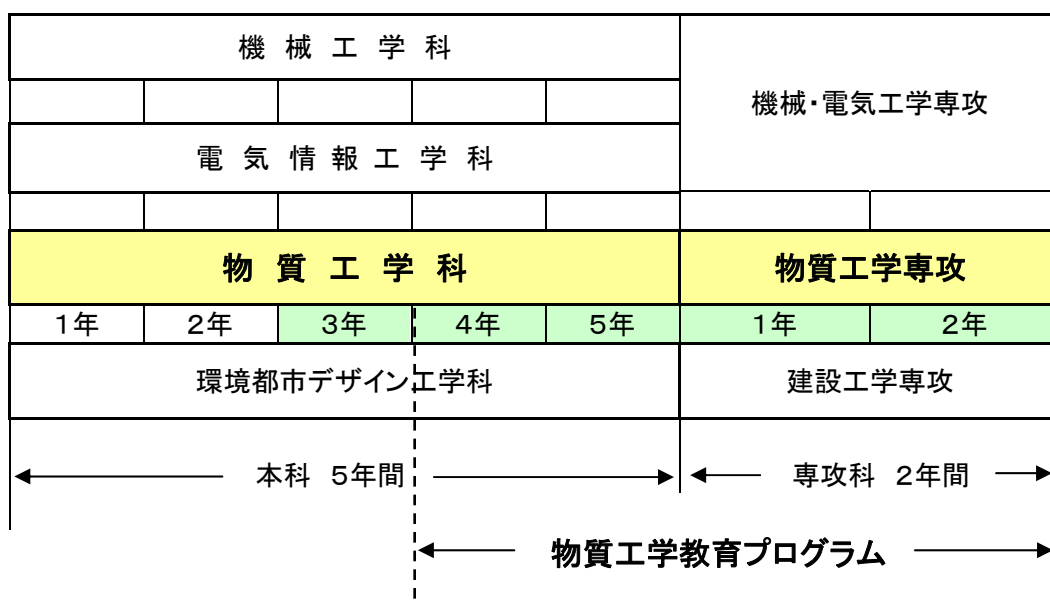 機 械 工 学 科
機械・電気工学専攻
電 気 情 報 工 学 科
物 質 工 学 科
物質工学専攻
1年 2年 3年 4年 5年 1年 2年
環境都市デザイン工学科
建設工学専攻
本科 5年間
専攻科 2年間
物質工学教育プログラム